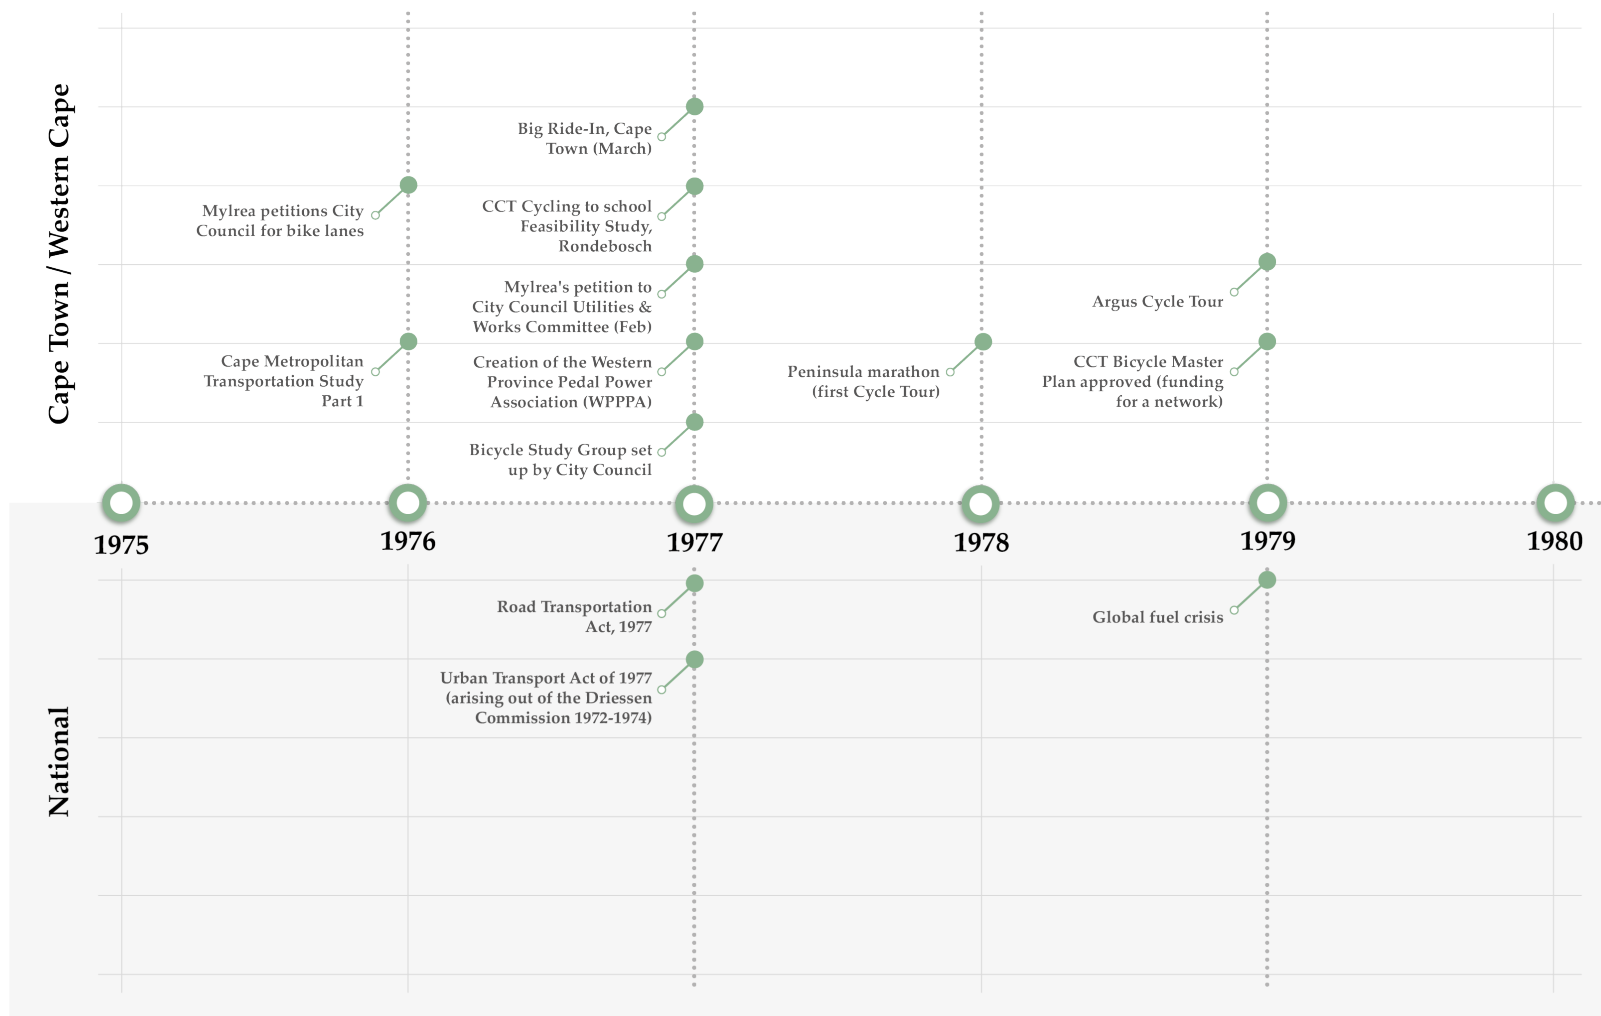 Cape Town / Western Cape
Big Ride-In, Cape
Town (March)
Mylrea petitions City
Council for bike lanes
CCT Cycling to school
Feasibility Study,
Rondebosch
Mylrea's petition to
City Council Utilities &
Works Committee (Feb)
Argus Cycle Tour
Cape Metropolitan
Transportation Study
Part 1
Creation of the Western
Province Pedal Power
Association (WPPPA)
Peninsula marathon
(first Cycle Tour)
CCT Bicycle Master
Plan approved (funding
for a network)
Bicycle Study Group set
up by City Council
1975
1976
1977
1978
1979
1980
National
Road Transportation
Act, 1977
Global fuel crisis
Urban Transport Act of 1977
(arising out of the Driessen
Commission 1972-1974)